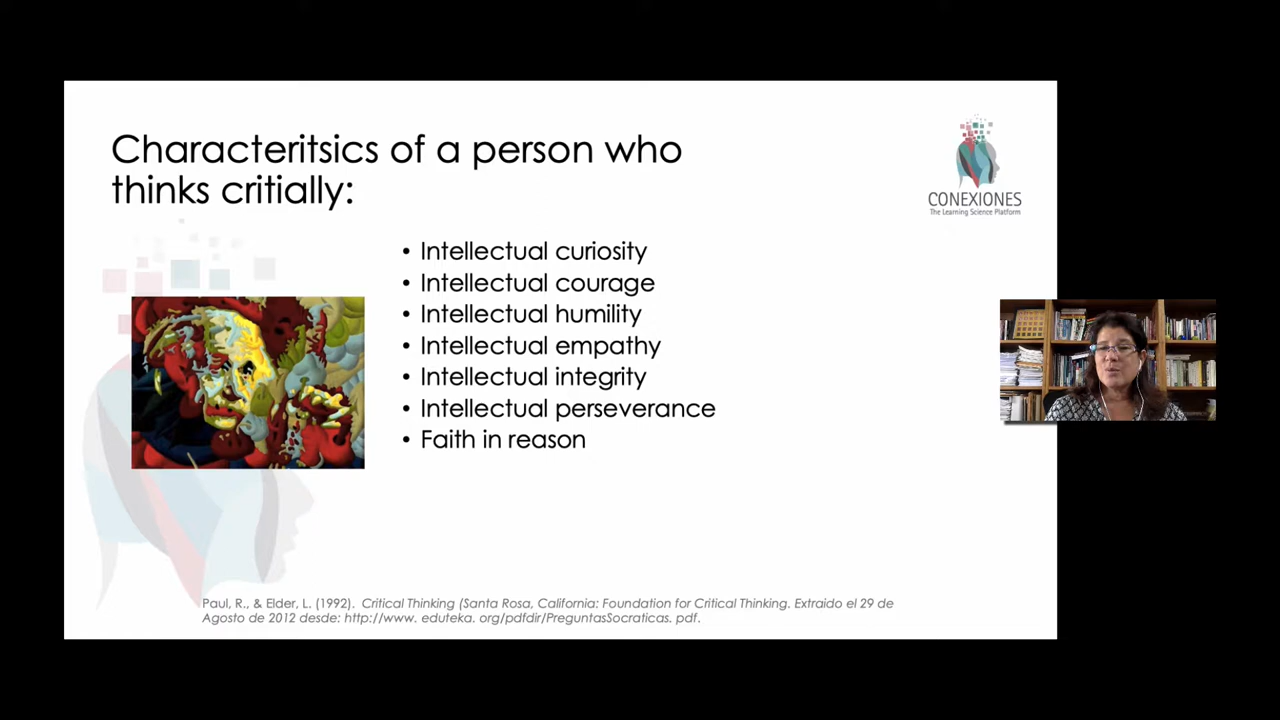 Characteritsics of a person who
thinks critially:
CONEXIONES
The Learning Science Platform
• Intellectual curiosity
• Intellectual courage
• Intellectual humility
• Intellectual empathy
• Intellectual integrity
• Intellectual perseverance
• Faith in reason
Paul, R., & Elder, L. (1992). Critical Thinking (Santa Rosa, California: Foundation for Critical Thinking. Extraido el 29 de
Agosto de 2012 desde: http://www. eduteka. org/pdfdir/PreguntasSocraticas. pdf.